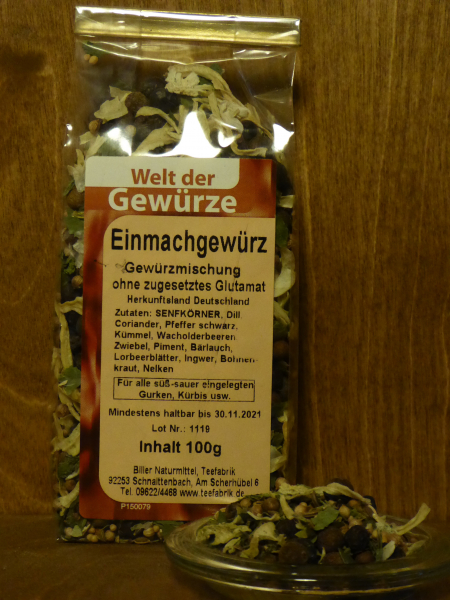 Welt der
Gewürze
Einmachgewürz
Gewürzmischung
ohne zugesetztes Glutamat
Herkunftsland Deutschland
Zutaten: SENFKÖRNER, Dill,
Coriander, Pfeffer schwarz,
Kümmel, Wacholderbeeren
Zwiebel, Piment, Bärlauch,
Lorbeerblätter, Ingwer, Bohnen-
kraut, Nelken
Für alle süß-sauer eingelegten
Gurken, Kürbis usw.
Mindestens haltbar bis 30.11.2021
Lot Nr.: 1119
Inhalt 100g
Biller Naturmittel, Teefabrik
92253 Schnaittenbach, Am Scherhübel 6
Tel. 09622/4468 www.teefabrik.de
P150079